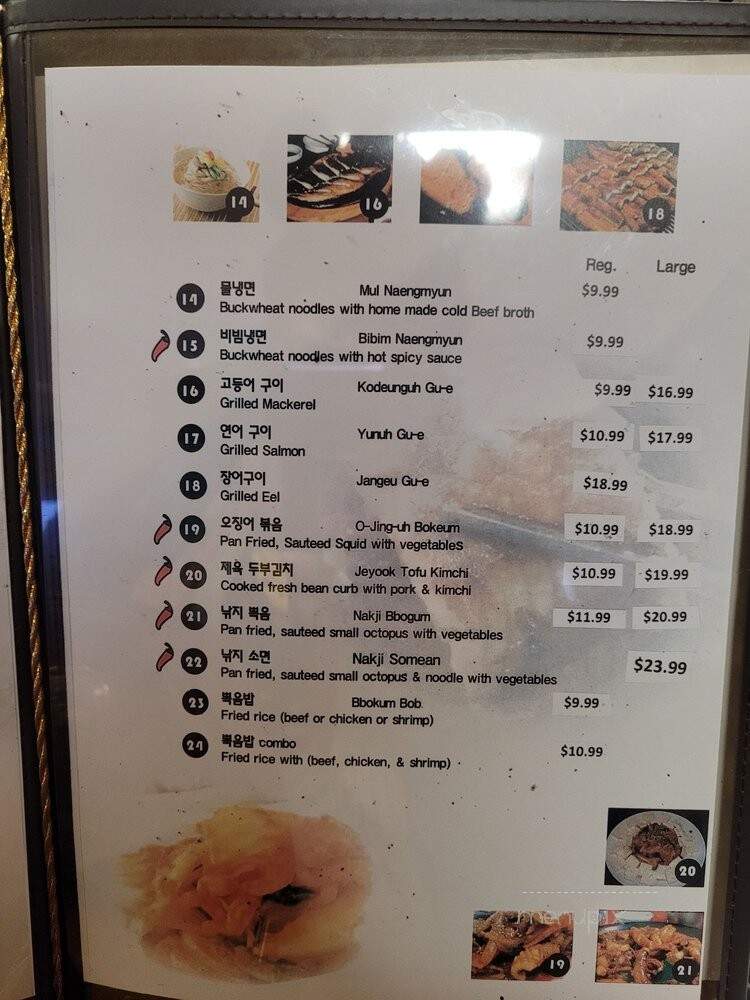 14
16
18
Reg. Large
14 물냉면 Mul Naengmyun $9.99
Buckwheat noodles with home made cold Beef broth
15 비빔냉면 Bibim Naengmyun $9.99
Buckwheat noodles with hot spicy sauce
16 고등어 구이 Kodeunguh Gu-e $9.99 $16.99
Grilled Mackerel
17 연어 구이 Yunuh Gu-e $10.99 $17.99
Grilled Salmon
18 장어구이 Jangeu Gu-e $18.99
Grilled Eel
19 오징어 볶음 O-Jing-uh Bokeum $10.99 $18.99
Pan Fried, Sauteed Squid with vegetables
20 제육 두부김치 Jeyook Tofu Kimchi $10.99 $19.99
Cooked fresh bean curb with pork & kimchi
21 낚지 뽁음 Nakji Bbogum $11.99 $20.99
Pan fried, sauteed small octopus with vegetables
22 낚지 소면 Nakji Somean $23.99
Pan fried, sauteed small octopus & noodle with vegetables
23 뽁음밥 Bbokum Bob $9.99
Fried rice (beef or chicken or shrimp)
24 뽁음밥 combo $10.99
Fried rice with (beef, chicken, & shrimp)
20
19
21